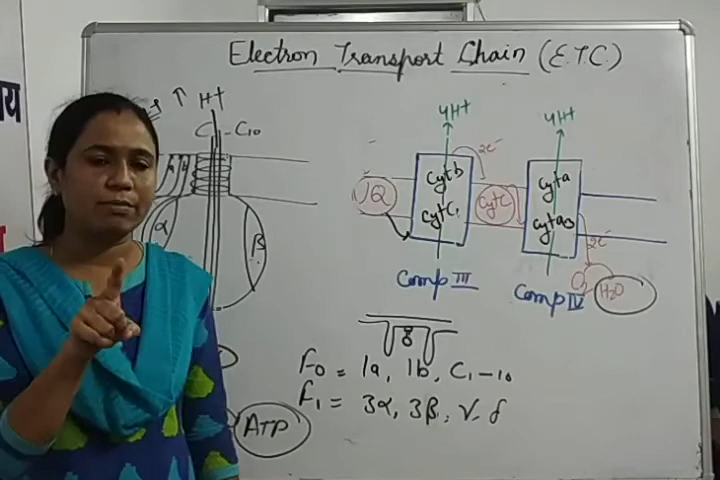 Electron Transport Chain (E.T.C.)
H+
C1-C10
4H+
4H+
2e-
Cyt b
Cyt C1
Q
Cyt C
Cyt a
Cyt a3
2e-
O2
H2O
Comp III
Comp IV
α
β
8
F0 = 1a, 1b, C1-10
F1 = 3α, 3β, γ, δ
ATP